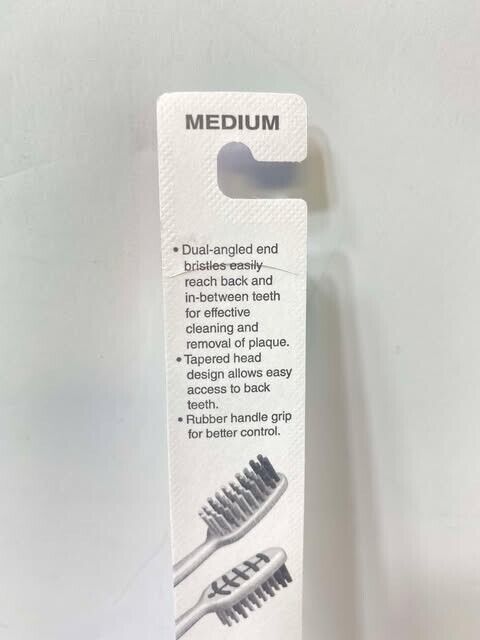 MEDIUM
• Dual-angled end
bristles easily
reach back and
in-between teeth
for effective
cleaning and
removal of plaque.
• Tapered head
design allows easy
access to back
teeth.
• Rubber handle grip
for better control.